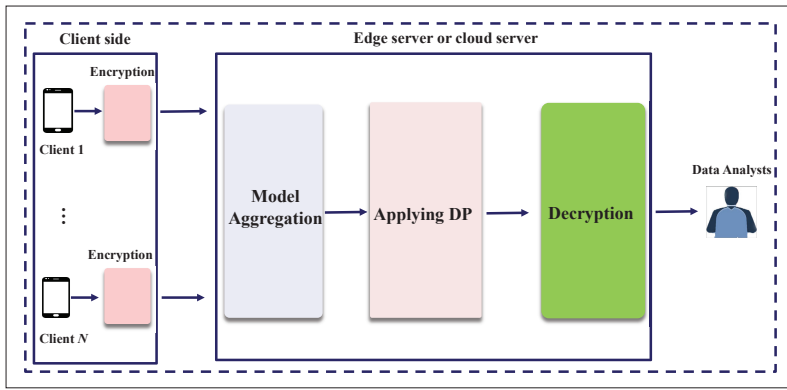 Client side
Edge server or cloud server
Encryption
Client 1
⋮
Encryption
Client N
Model
Aggregation
Applying DP
Decryption
Data Analysts